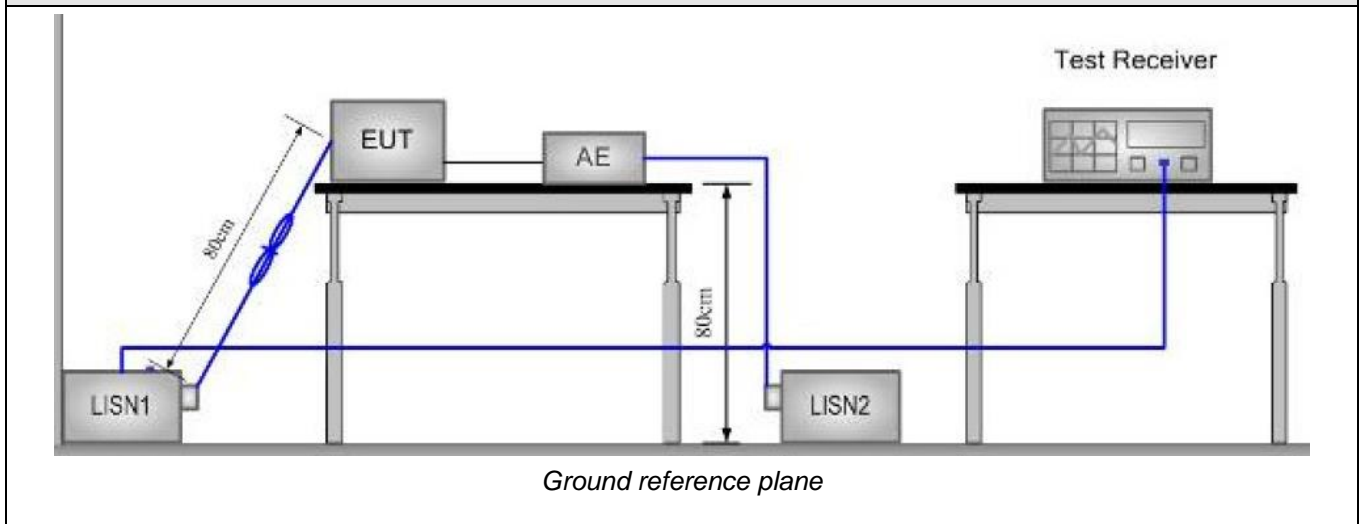 Test Receiver
EUT
AE
80cm
80cm
LISN1
LISN2
Ground reference plane